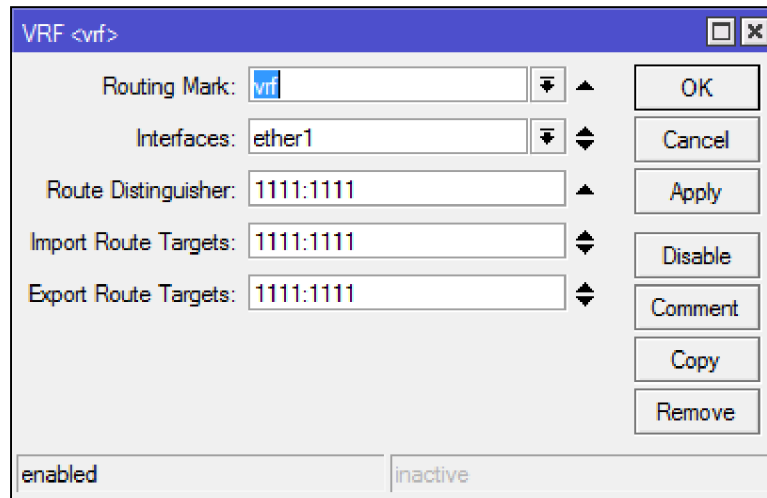 VRF <vrf>
Routing Mark: vrf
Interfaces: ether1
Route Distinguisher: 1111:1111
Import Route Targets: 1111:1111
Export Route Targets: 1111:1111
OK
Cancel
Apply
Disable
Comment
Copy
Remove
enabled
inactive